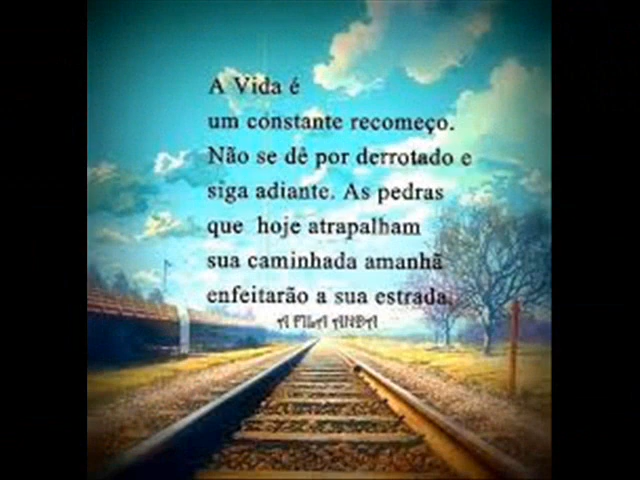 A Vida é
um constante recomeço.
Não se dê por derrotado e
siga adiante. As pedras
que hoje atrapalham
sua caminhada amanhã
enfeitarão a sua estrada.
A FILA ANDA